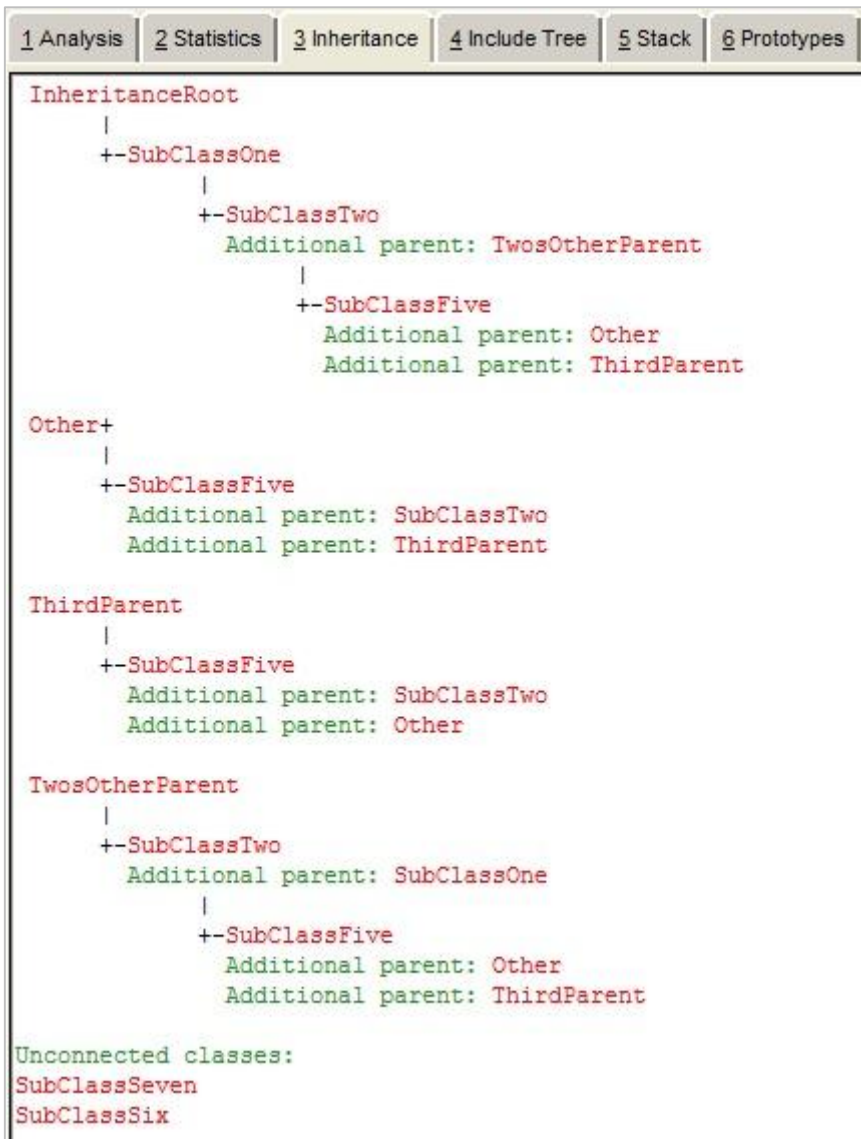 1 Analysis 2 Statistics 3 Inheritance 4 Include Tree 5 Stack 6 Prototypes
InheritanceRoot
|
+-SubClassOne
|
+-SubClassTwo
Additional parent: TwosOtherParent
|
+-SubClassFive
Additional parent: Other
Additional parent: ThirdParent
Other+
|
+-SubClassFive
Additional parent: SubClassTwo
Additional parent: ThirdParent
ThirdParent
|
+-SubClassFive
Additional parent: SubClassTwo
Additional parent: Other
TwosOtherParent
|
+-SubClassTwo
Additional parent: SubClassOne
|
+-SubClassFive
Additional parent: Other
Additional parent: ThirdParent
Unconnected classes:
SubClassSeven
SubClassSix